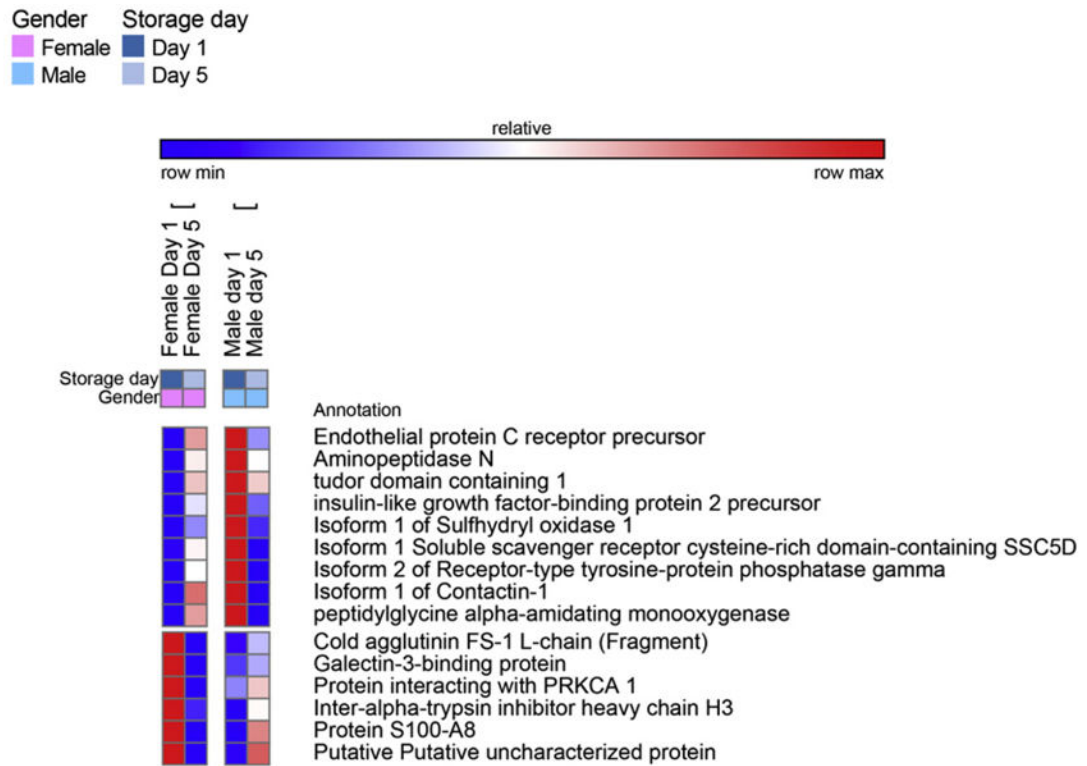 Gender Storage day
Female Day 1
Male Day 5
relative
row min row max
Female Day 1
Female Day 5
Male day 1
Male day 5
Storage day
Gender
Annotation
Endothelial protein C receptor precursor
Aminopeptidase N
tudor domain containing 1
insulin-like growth factor-binding protein 2 precursor
Isoform 1 of Sulfhydryl oxidase 1
Isoform 1 Soluble scavenger receptor cysteine-rich domain-containing SSC5D
Isoform 2 of Receptor-type tyrosine-protein phosphatase gamma
Isoform 1 of Contactin-1
peptidylglycine alpha-amidating monooxygenase
Cold agglutinin FS-1 L-chain (Fragment)
Galectin-3-binding protein
Protein interacting with PRKCA 1
Inter-alpha-trypsin inhibitor heavy chain H3
Protein S100-A8
Putative Putative uncharacterized protein